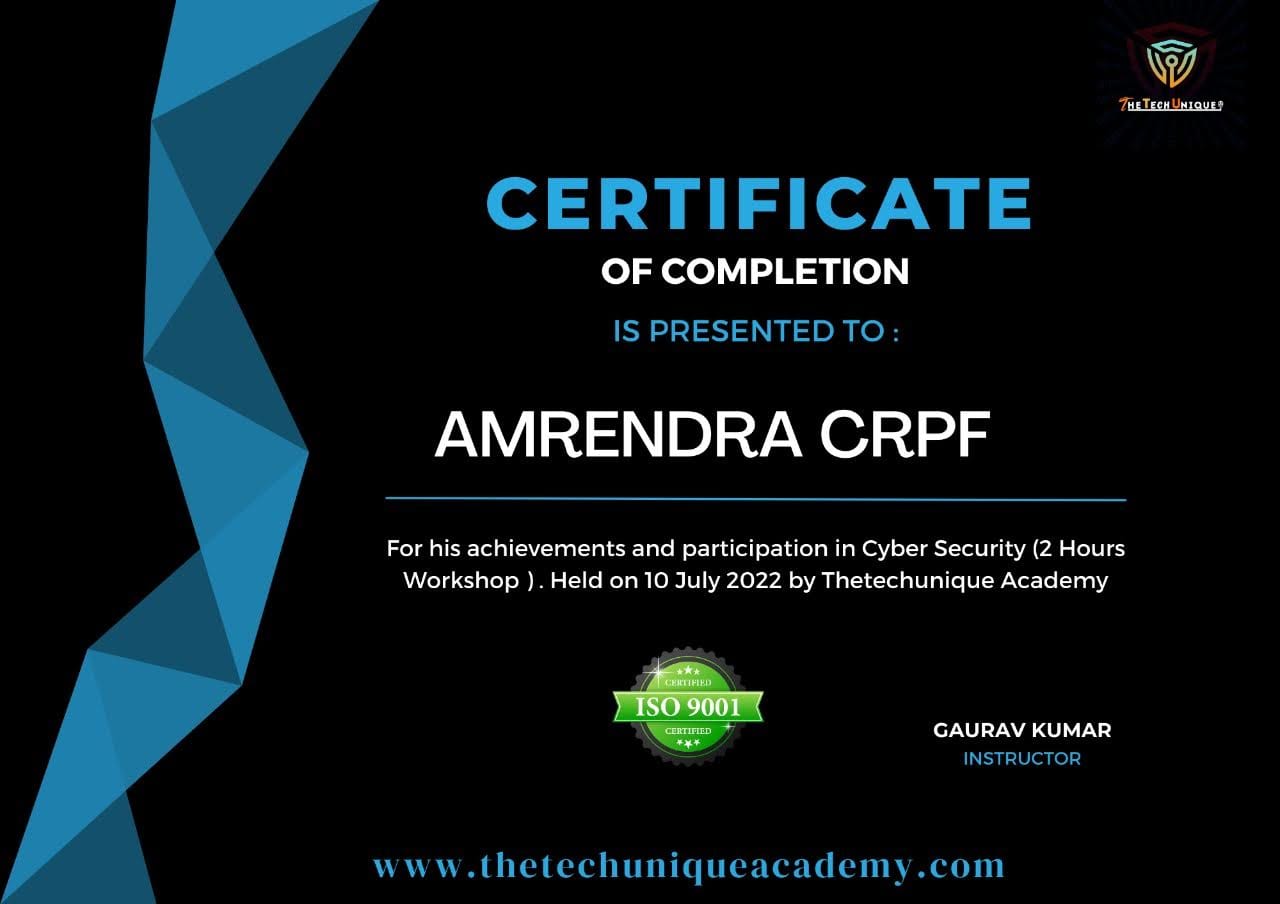 THETECHUNIQUE
CERTIFICATE
OF COMPLETION
IS PRESENTED TO :
AMRENDRA CRPF
For his achievements and participation in Cyber Security (2 Hours
Workshop ) . Held on 10 July 2022 by Thetechunique Academy
CERTIFIED
ISO 9001
CERTIFIED
GAURAV KUMAR
INSTRUCTOR
www.thetechuniqueacademy.com